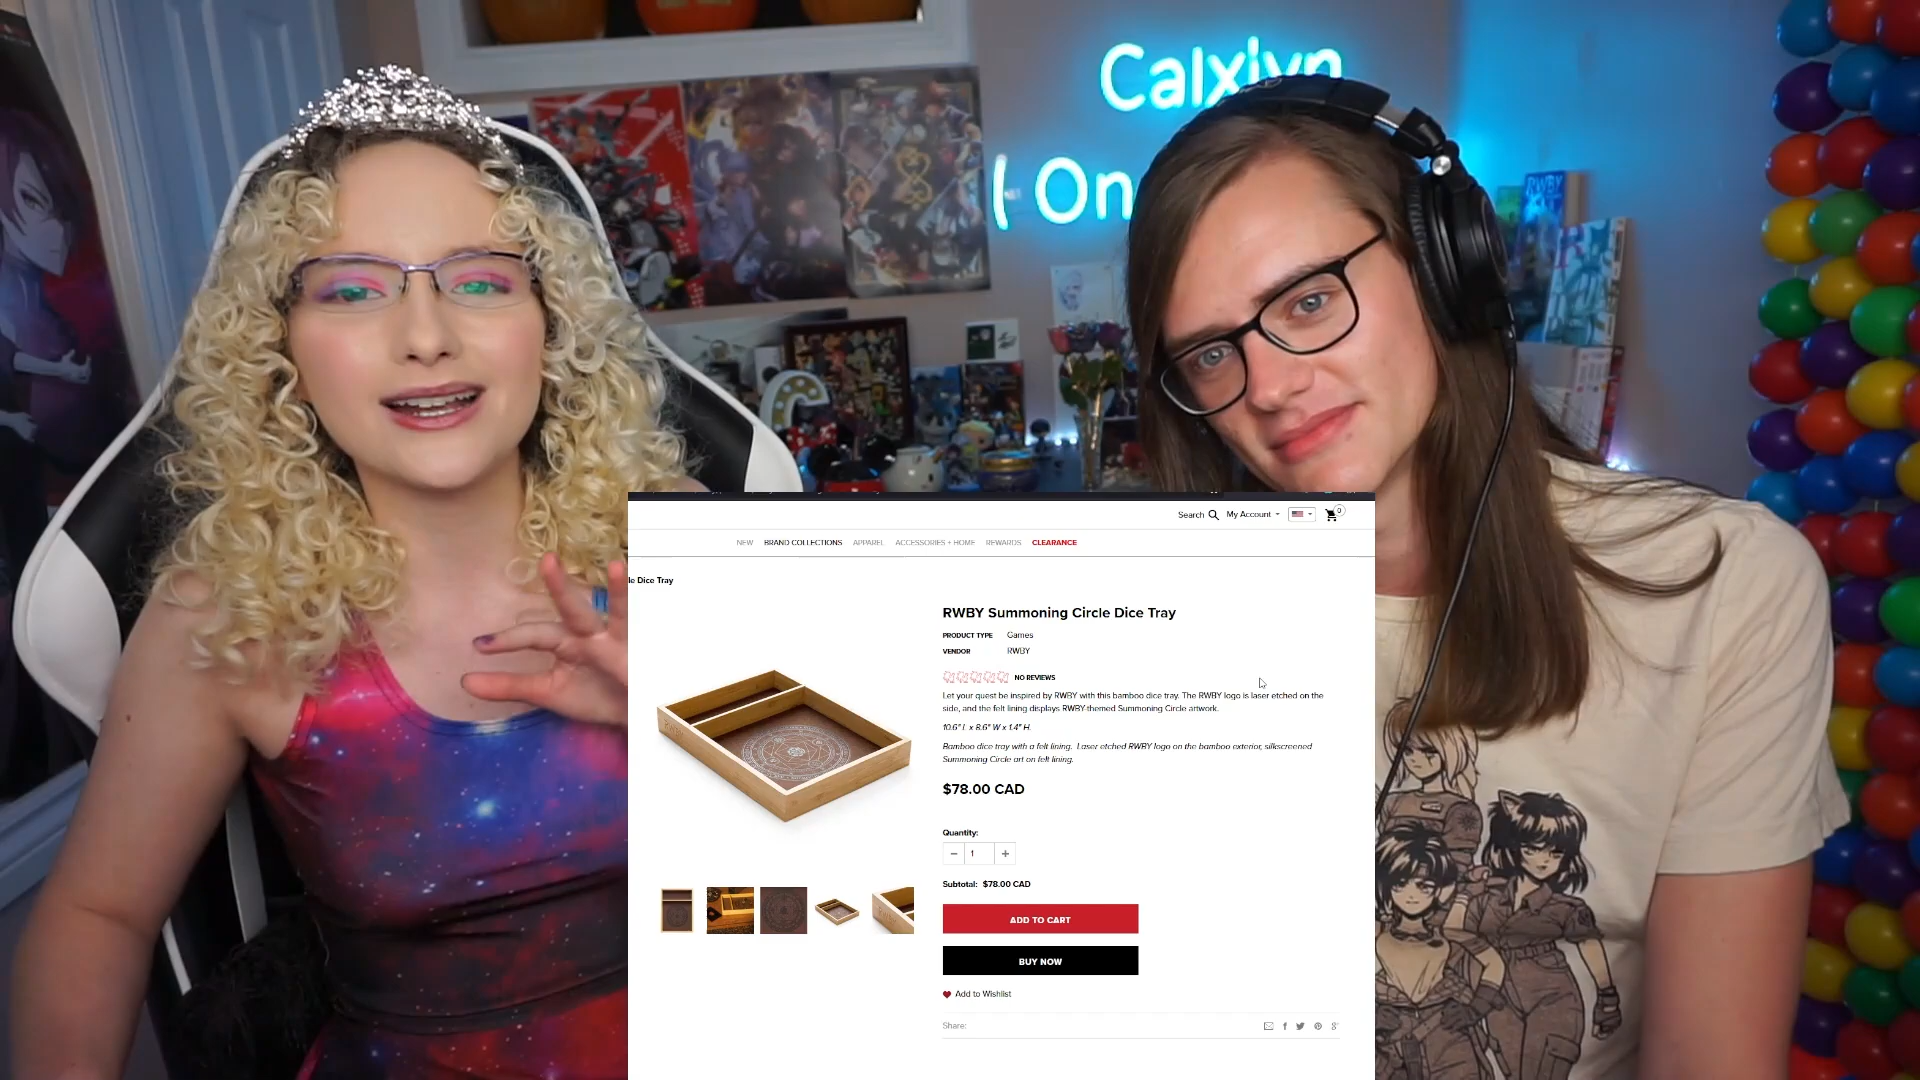 Calxiyn
I On
RWBY
Search
My Account
0
NEW
BRAND COLLECTIONS
APPAREL
ACCESSORIES + HOME
REWARDS
CLEARANCE
le Dice Tray
RWBY Summoning Circle Dice Tray
PRODUCT TYPE Games
VENDOR RWBY
NO REVIEWS
Let your quest be inspired by RWBY with this bamboo dice tray. The RWBY logo is laser etched on the
side, and the felt lining displays RWBY-themed Summoning Circle artwork.
10.6" L x 8.6" W x 1.4" H.
Bamboo dice tray with a felt lining. Laser etched RWBY logo on the bamboo exterior, silkscreened
Summoning Circle art on felt lining.
$78.00 CAD
Quantity:
− 1 +
Subtotal: $78.00 CAD
ADD TO CART
BUY NOW
Add to Wishlist
Share: